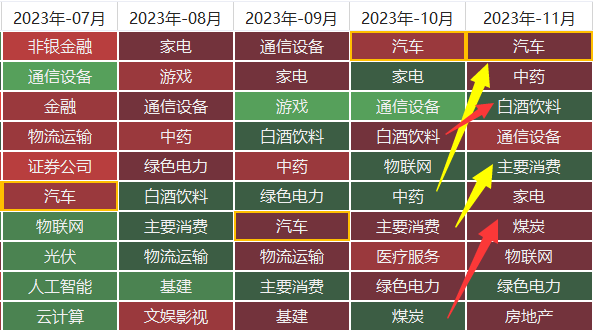 2023年-07月 2023年-08月 2023年-09月 2023年-10月 2023年-11月
非银金融 家电 通信设备 汽车 汽车
通信设备 游戏 家电 家电 中药
金融 通信设备 游戏 通信设备 白酒饮料
物流运输 中药 白酒饮料 白酒饮料 通信设备
证券公司 绿色电力 中药 物联网 主要消费
汽车 白酒饮料 绿色电力 中药 家电
物联网 主要消费 汽车 主要消费 煤炭
光伏 物流运输 物流运输 医疗服务 物联网
人工智能 基建 主要消费 绿色电力 绿色电力
云计算 文娱影视 基建 煤炭 房地产